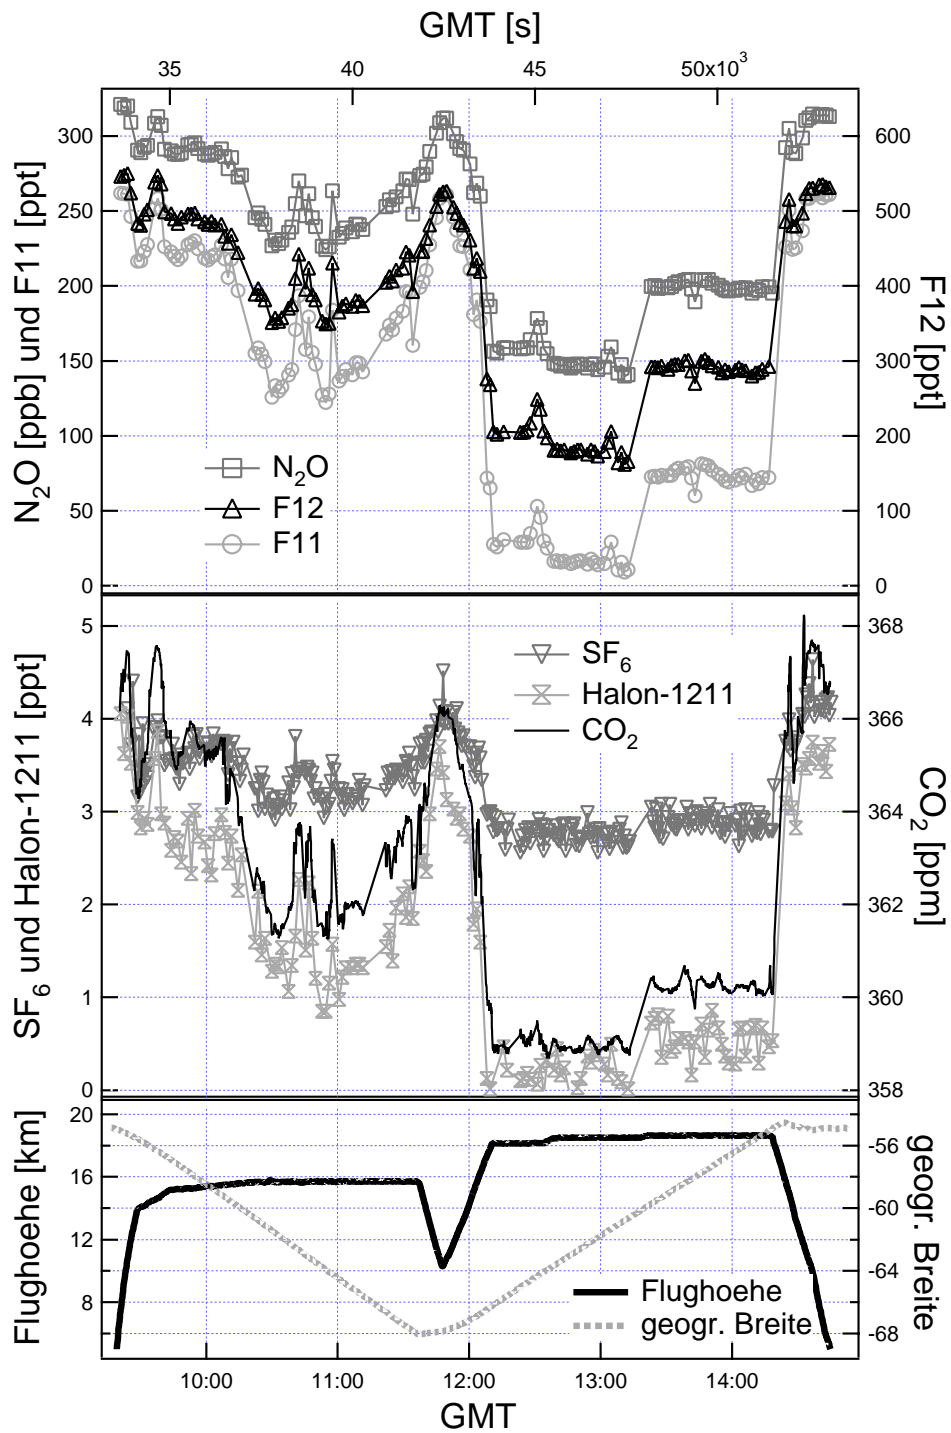 GMT [s]
35 40 45 50x10³
N₂O [ppb] und F11 [ppt]
300
250
200
150
100
50
0
600
500
400
300
200
100
0
F12 [ppt]
N₂O
F12
F11
SF₆ und Halon-1211 [ppt]
5
4
3
2
1
0
368
366
364
362
360
358
CO₂ [ppm]
SF₆
Halon-1211
CO₂
Flughoehe [km]
20
16
12
8
-56
-60
-64
-68
geogr. Breite
Flughoehe
geogr. Breite
10:00 11:00 12:00 13:00 14:00
GMT